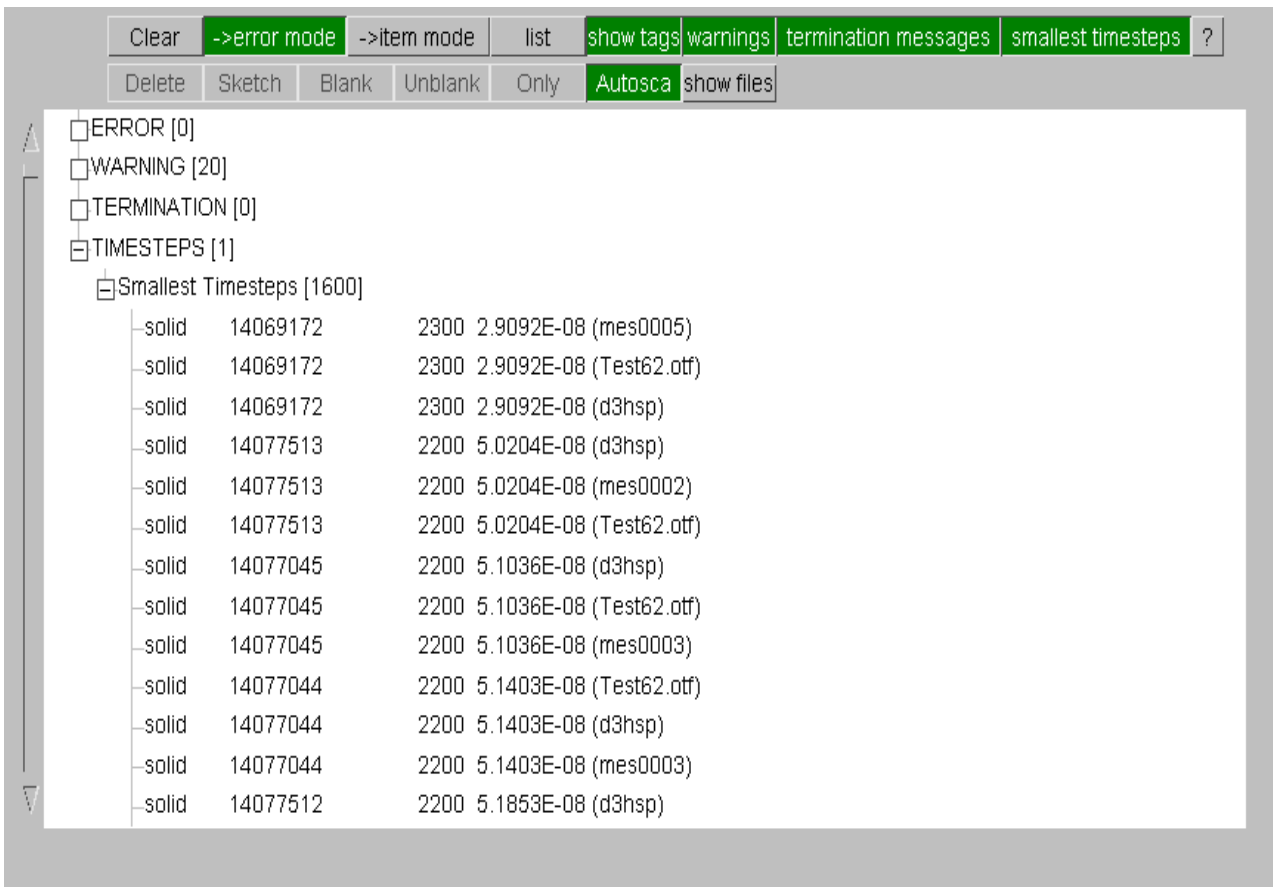 Clear ->error mode ->item mode list show tags warnings termination messages smallest timesteps ?
Delete Sketch Blank Unblank Only Autosca show files
ERROR [0]
WARNING [20]
TERMINATION [0]
TIMESTEPS [1]
Smallest Timesteps [1600]
solid 14069172 2300 2.9092E-08 (mes0005)
solid 14069172 2300 2.9092E-08 (Test62.otf)
solid 14069172 2300 2.9092E-08 (d3hsp)
solid 14077513 2200 5.0204E-08 (d3hsp)
solid 14077513 2200 5.0204E-08 (mes0002)
solid 14077513 2200 5.0204E-08 (Test62.otf)
solid 14077045 2200 5.1036E-08 (d3hsp)
solid 14077045 2200 5.1036E-08 (Test62.otf)
solid 14077045 2200 5.1036E-08 (mes0003)
solid 14077044 2200 5.1403E-08 (Test62.otf)
solid 14077044 2200 5.1403E-08 (d3hsp)
solid 14077044 2200 5.1403E-08 (mes0003)
solid 14077512 2200 5.1853E-08 (d3hsp)